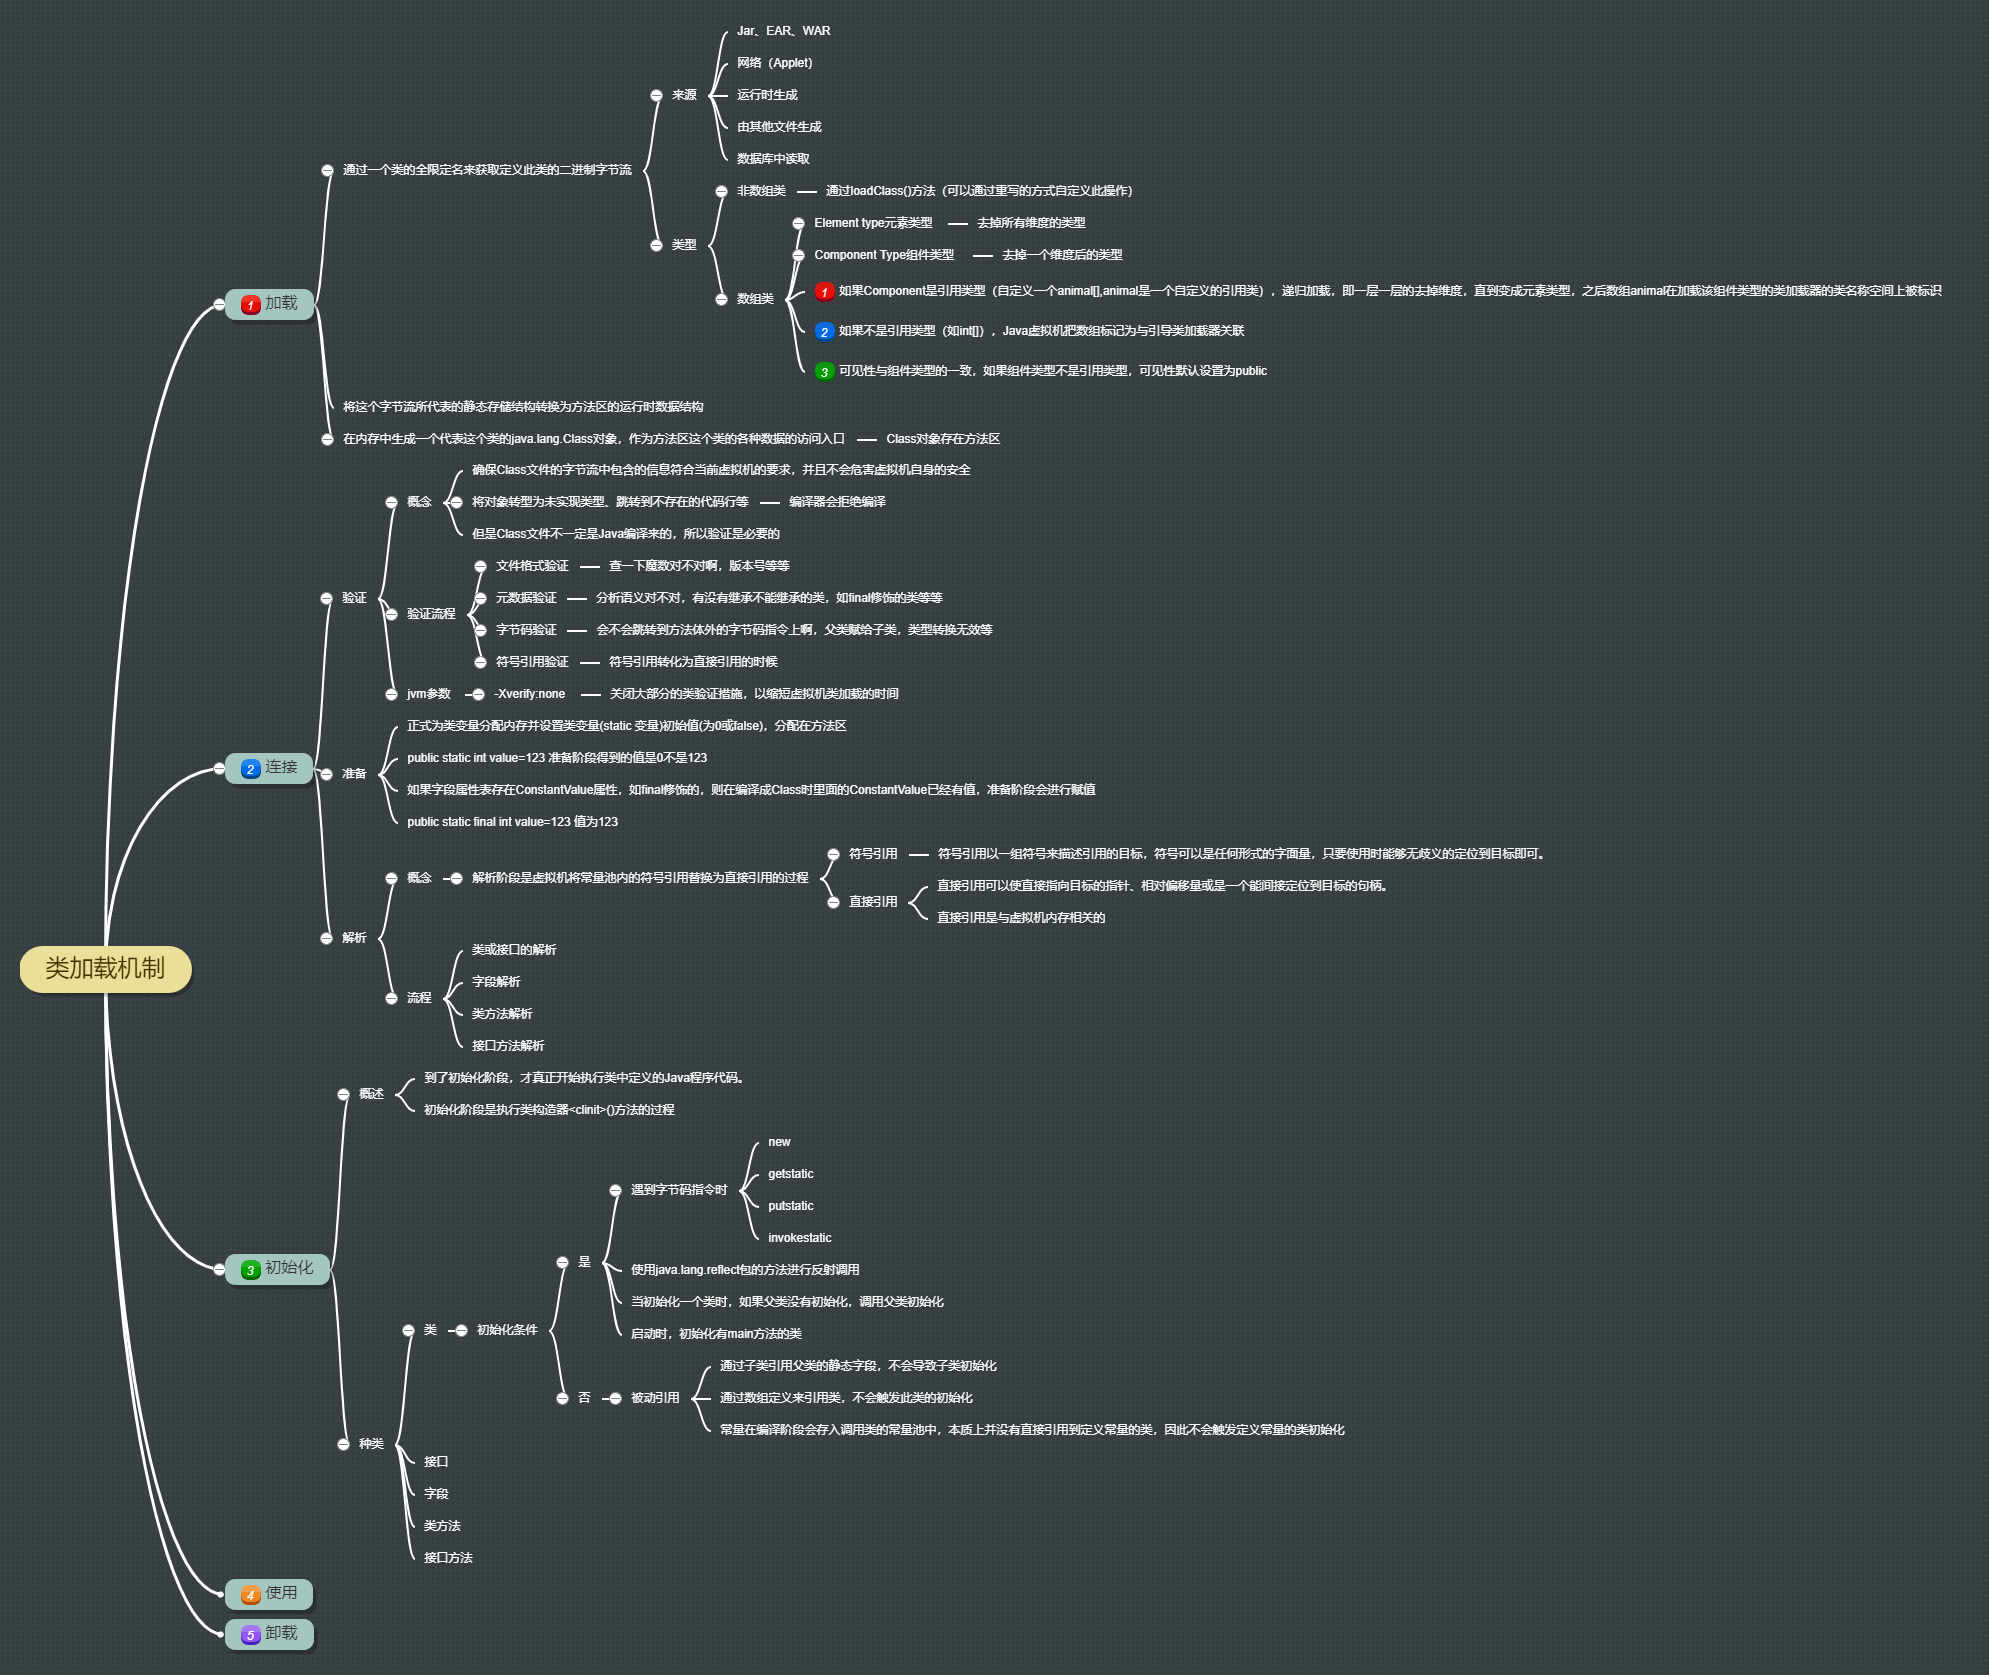 类加载机制
1 加载
通过一个类的全限定名来获取定义此类的二进制字节流
来源
Jar、EAR、WAR
网络（Applet）
运行时生成
由其他文件生成
数据库中读取
类型
非数组类
通过loadClass()方法（可以通过重写的方式自定义此操作）
数组类
Element type元素类型
去掉所有维度的类型
Component Type组件类型
去掉一个维度后的类型
1 如果Component是引用类型（自定义一个animal[],animal是一个自定义的引用类），递归加载，即一层一层的去掉维度，直到变成元素类型，之后数组animal在加载该组件类型的类加载器的类名称空间上被标识
2 如果不是引用类型（如int[]），Java虚拟机把数组标记为与引导类加载器关联
3 可见性与组件类型的一致，如果组件类型不是引用类型，可见性默认设置为public
将这个字节流所代表的静态存储结构转换为方法区的运行时数据结构
在内存中生成一个代表这个类的java.lang.Class对象，作为方法区这个类的各种数据的访问入口
Class对象存在方法区
2 连接
验证
概念
确保Class文件的字节流中包含的信息符合当前虚拟机的要求，并且不会危害虚拟机自身的安全
将对象转型为未实现类型、跳转到不存在的代码行等
编译器会拒绝编译
但是Class文件不一定是Java编译来的，所以验证是必要的
验证流程
文件格式验证
查一下魔数对不对啊，版本号等等
元数据验证
分析语义对不对，有没有继承不能继承的类，如final修饰的类等等
字节码验证
会不会跳转到方法体外的字节码指令上啊，父类赋给子类，类型转换无效等
符号引用验证
符号引用转化为直接引用的时候
jvm参数
-Xverify:none
关闭大部分的类验证措施，以缩短虚拟机类加载的时间
准备
正式为类变量分配内存并设置类变量(static 变量)初始值(为0或false)，分配在方法区
public static int value=123 准备阶段得到的值是0不是123
如果字段属性表存在ConstantValue属性，如final修饰的，则在编译成Class时里面的ConstantValue已经有值，准备阶段会进行赋值
public static final int value=123 值为123
解析
概念
解析阶段是虚拟机将常量池内的符号引用替换为直接引用的过程
符号引用
符号引用以一组符号来描述引用的目标，符号可以是任何形式的字面量，只要使用时能够无歧义的定位到目标即可。
直接引用
直接引用可以使直接指向目标的指针、相对偏移量或是一个能间接定位到目标的句柄。
直接引用是与虚拟机内存相关的
流程
类或接口的解析
字段解析
类方法解析
接口方法解析
3 初始化
概述
到了初始化阶段，才真正开始执行类中定义的Java程序代码。
初始化阶段是执行类构造器<clinit>()方法的过程
种类
类
初始化条件
是
遇到字节码指令时
new
getstatic
putstatic
invokestatic
使用java.lang.reflect包的方法进行反射调用
当初始化一个类时，如果父类没有初始化，调用父类初始化
启动时，初始化有main方法的类
否
被动引用
通过子类引用父类的静态字段，不会导致子类初始化
通过数组定义来引用类，不会触发此类的初始化
常量在编译阶段会存入调用类的常量池中，本质上并没有直接引用到定义常量的类，因此不会触发定义常量的类初始化
接口
字段
类方法
接口方法
4 使用
5 卸载